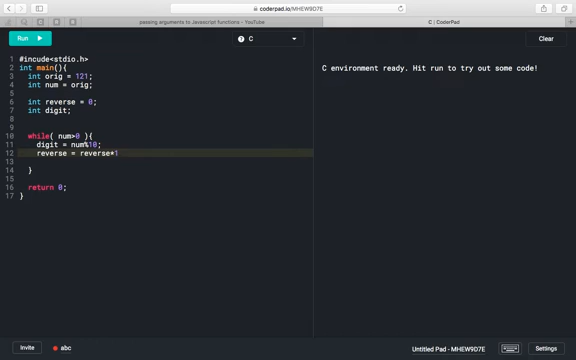 coderpad.io/MHEW9D7E
passing arguments to Javascript functions - YouTube
C | CoderPad
Run
C
Clear
1 #incude<stdio.h>
2 int main(){
3 int orig = 121;
4 int num = orig;
5
6 int reverse = 0;
7 int digit;
8
9
10 while( num>0 ){
11 digit = num%10;
12 reverse = reverse*1
13
14 }
15
16 return 0;
17 }
C environment ready. Hit run to try out some code!
Invite
abc
Untitled Pad - MHEW9D7E
Settings